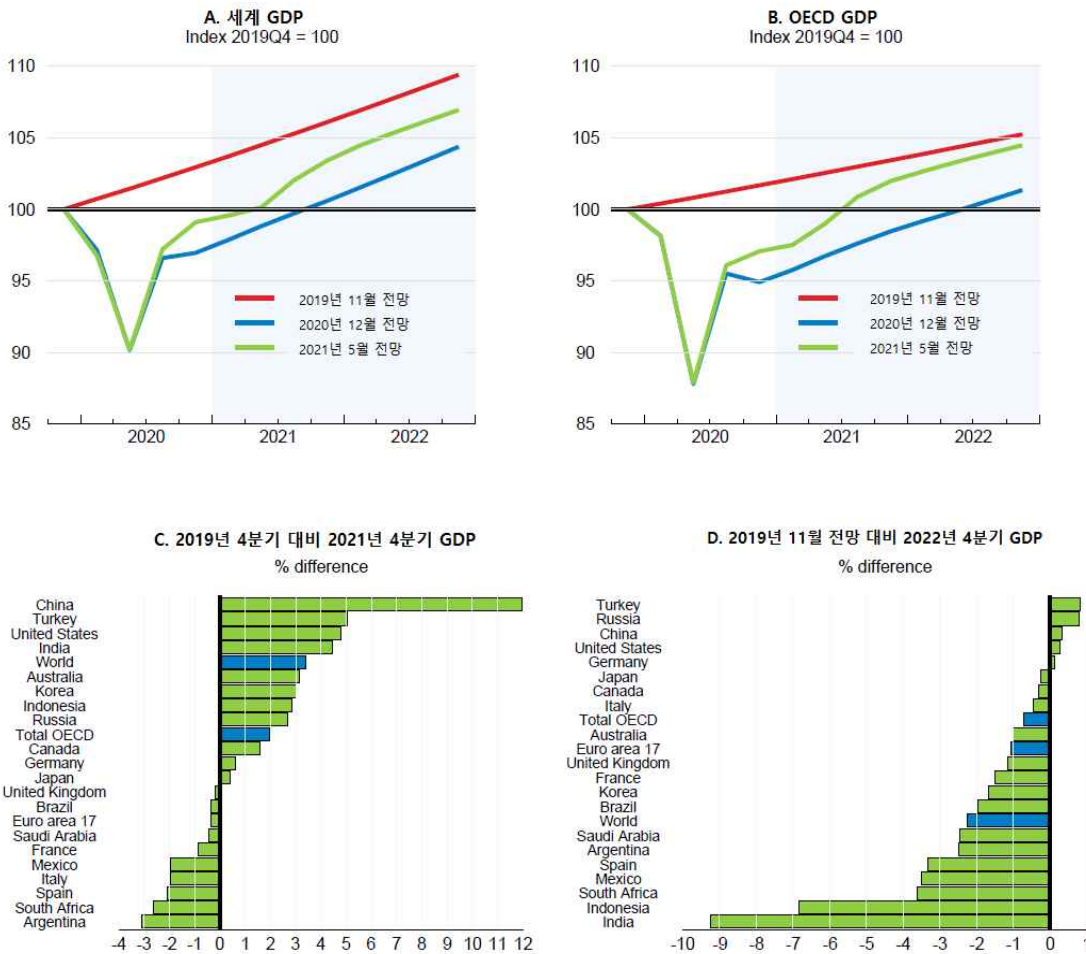 A. 세계 GDP
Index 2019Q4 = 100
110
105
100
95
90
85
2019년 11월 전망
2020년 12월 전망
2021년 5월 전망
2020 2021 2022
B. OECD GDP
Index 2019Q4 = 100
110
105
100
95
90
85
2019년 11월 전망
2020년 12월 전망
2021년 5월 전망
2020 2021 2022
C. 2019년 4분기 대비 2021년 4분기 GDP
% difference
China
Turkey
United States
India
World
Australia
Korea
Indonesia
Russia
Total OECD
Canada
Germany
Japan
United Kingdom
Brazil
Euro area 17
Saudi Arabia
France
Mexico
Italy
Spain
South Africa
Argentina
-4 -3 -2 -1 0 1 2 3 4 5 6 7 8 9 10 11 12
D. 2019년 11월 전망 대비 2022년 4분기 GDP
% difference
Turkey
Russia
China
United States
Germany
Japan
Canada
Italy
Total OECD
Australia
Euro area 17
United Kingdom
France
Korea
Brazil
World
Saudi Arabia
Argentina
Spain
Mexico
South Africa
Indonesia
India
-10 -9 -8 -7 -6 -5 -4 -3 -2 -1 0 1